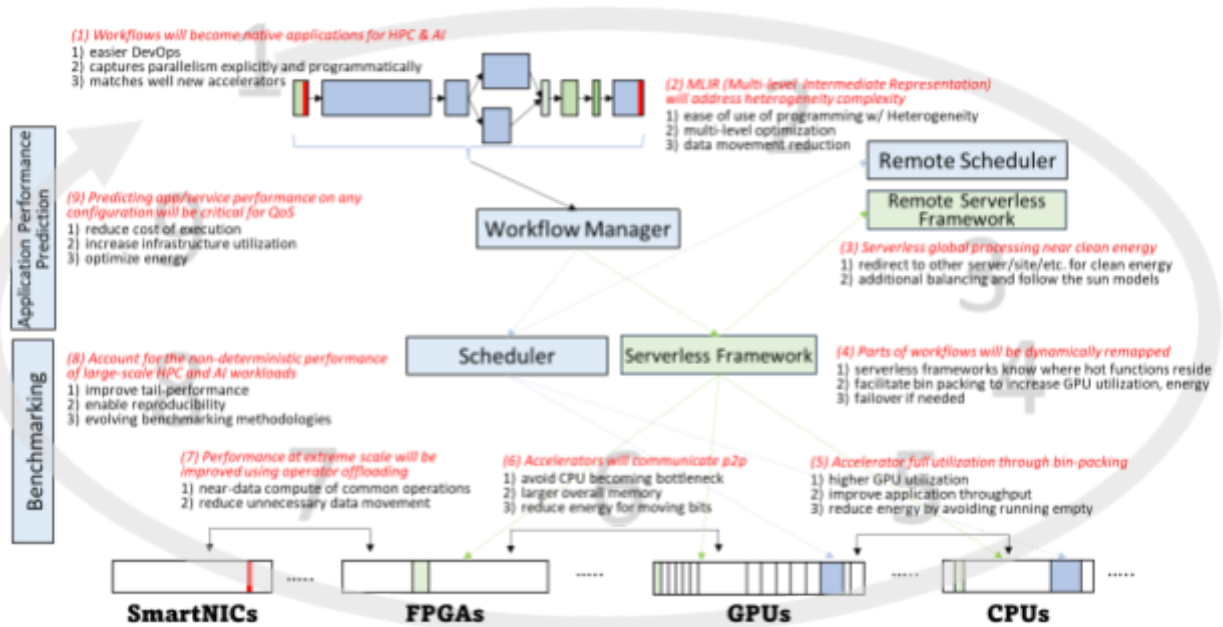 (1) Workflows will become native applications for HPC & AI
1) easier DevOps
2) captures parallelism explicitly and programmatically
3) matches well new accelerators
1
(2) MLIR (Multi-level Intermediate Representation)
will address heterogeneity complexity
1) ease of use of programming w/ Heterogeneity
2) multi-level optimization
3) data movement reduction
2
Remote Scheduler
Remote Serverless
Framework
Application Performance
Prediction
(9) Predicting app/service performance on any
configuration will be critical for QoS
1) reduce cost of execution
2) increase infrastructure utilization
3) optimize energy
9
Workflow Manager
(3) Serverless global processing near clean energy
1) redirect to other server/site/etc. for clean energy
2) additional balancing and follow the sun models
3
Benchmarking
(8) Account for the non-deterministic performance
of large-scale HPC and AI workloads
1) improve tail-performance
2) enable reproducibility
3) evolving benchmarking methodologies
8
Scheduler
Serverless Framework
(4) Parts of workflows will be dynamically remapped
1) serverless frameworks know where hot functions reside
2) facilitate bin packing to increase GPU utilization, energy
3) failover if needed
4
(7) Performance at extreme scale will be
improved using operator offloading
1) near-data compute of common operations
2) reduce unnecessary data movement
7
(6) Accelerators will communicate p2p
1) avoid CPU becoming bottleneck
2) larger overall memory
3) reduce energy for moving bits
6
(5) Accelerator full utilization through bin-packing
1) higher GPU utilization
2) improve application throughput
3) reduce energy by avoiding running empty
5
.....
.....
.....
.....
SmartNICs
FPGAs
GPUs
CPUs